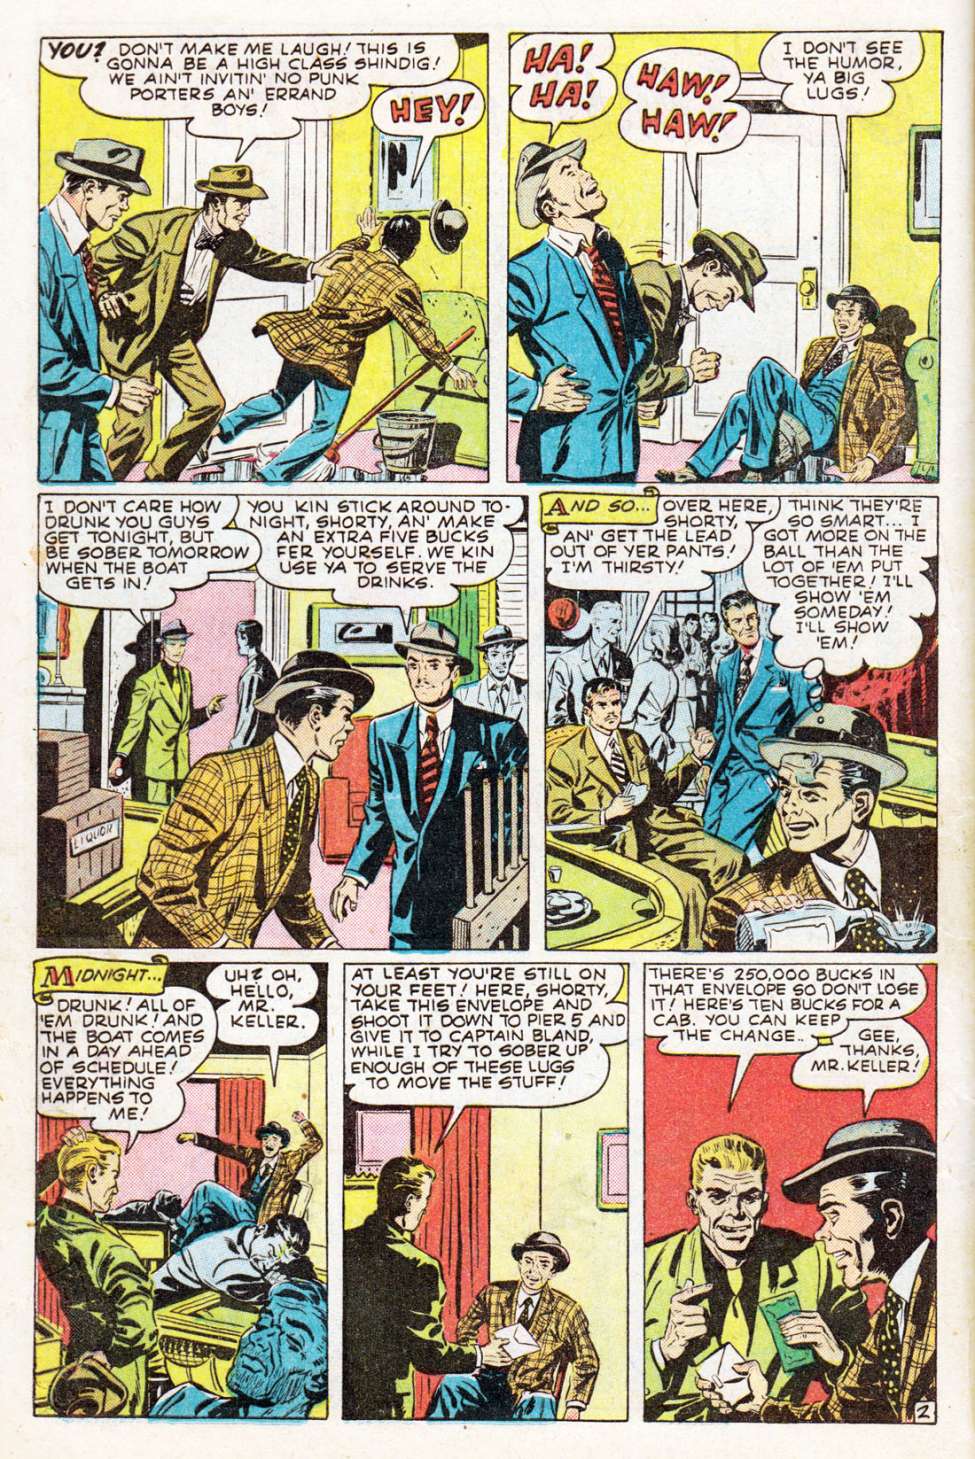 YOU? DON'T MAKE ME LAUGH! THIS IS
GONNA BE A HIGH CLASS SHINDIG!
WE AIN'T INVITIN' NO PUNK
PORTERS AN' ERRAND
BOYS!
HEY!
HA!
HA!
HAW!
HAW!
I DON'T SEE
THE HUMOR,
YA BIG
LUGS!
I DON'T CARE HOW
DRUNK YOU GUYS
GET TONIGHT, BUT
BE SOBER TOMORROW
WHEN THE BOAT
GETS IN!
YOU KIN STICK AROUND TO-
NIGHT, SHORTY, AN' MAKE
AN EXTRA FIVE BUCKS
FER YOURSELF. WE KIN
USE YA TO SERVE THE
DRINKS.
LIQUOR
AND SO...
OVER HERE,
SHORTY,
AN' GET THE LEAD
OUT OF YER PANTS!
I'M THIRSTY!
THINK THEY'RE
SO SMART... I
GOT MORE ON THE
BALL THAN THE
LOT OF 'EM PUT
TOGETHER! I'LL
SHOW 'EM
SOMEDAY!
I'LL SHOW
'EM!
MIDNIGHT...
DRUNK! ALL OF
'EM DRUNK! AND
THE BOAT COMES
IN A DAY AHEAD
OF SCHEDULE!
EVERYTHING
HAPPENS TO
ME!
UH? OH,
HELLO,
MR.
KELLER.
AT LEAST YOU'RE STILL ON
YOUR FEET! HERE, SHORTY,
TAKE THIS ENVELOPE AND
SHOOT IT DOWN TO PIER 5 AND
GIVE IT TO CAPTAIN BLAND,
WHILE I TRY TO SOBER UP
ENOUGH OF THESE LUGS
TO MOVE THE STUFF!
THERE'S 250,000 BUCKS IN
THAT ENVELOPE SO DON'T LOSE
IT! HERE'S TEN BUCKS FOR A
CAB. YOU CAN KEEP
THE CHANGE..
GEE,
THANKS,
MR. KELLER!
2